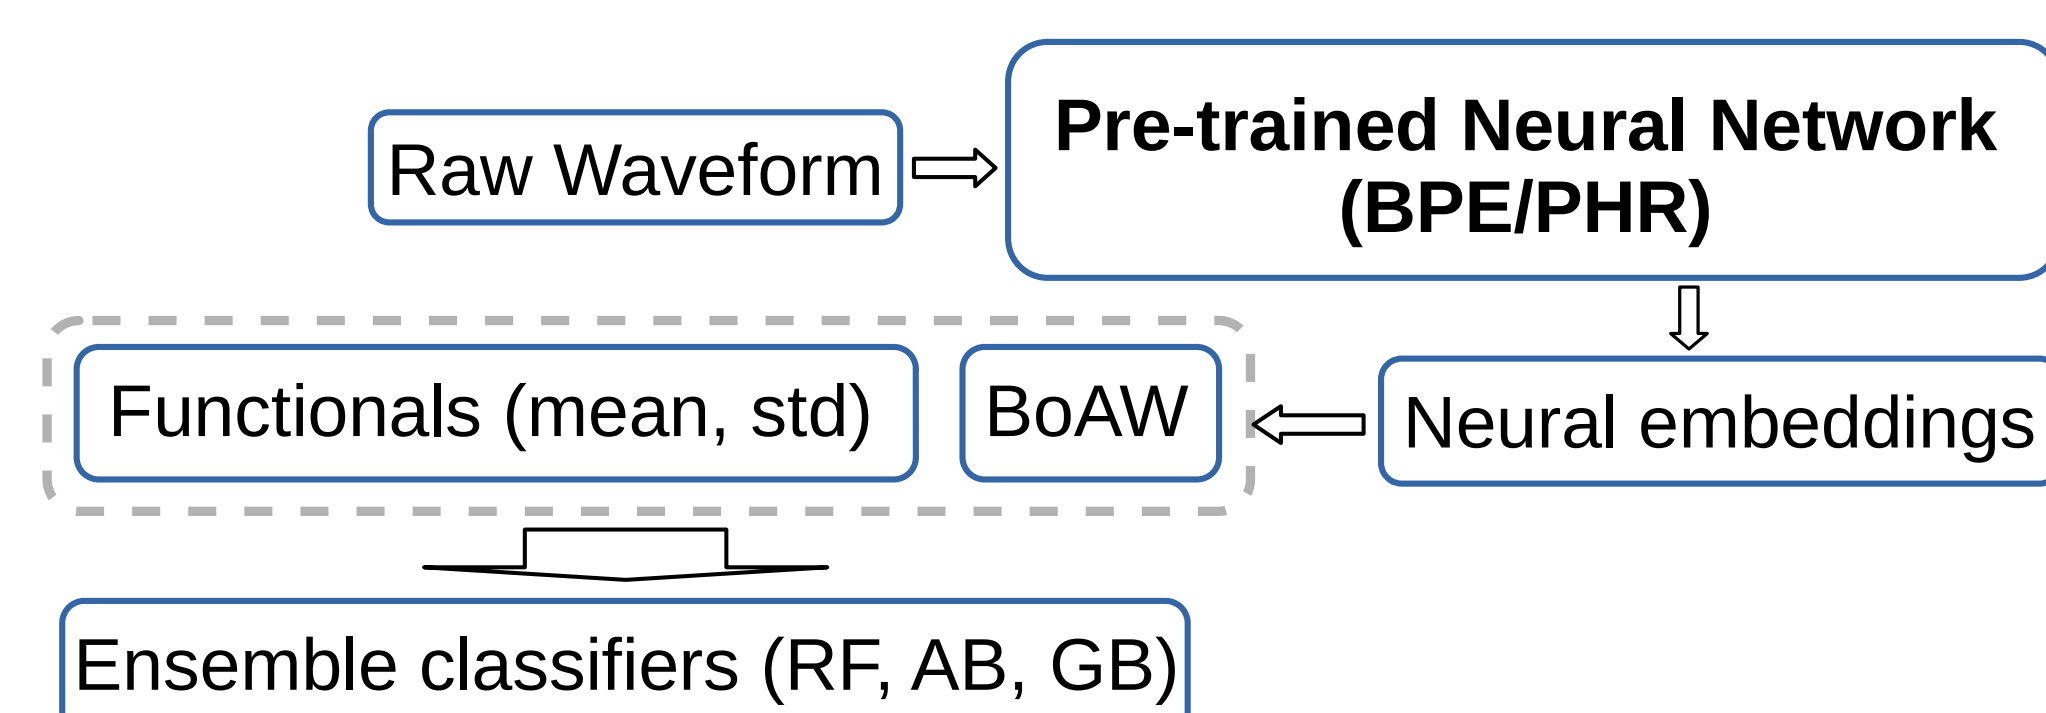 Raw Waveform
Pre-trained Neural Network
(BPE/PHR)
Functionals (mean, std)
BoAW
Neural embeddings
Ensemble classifiers (RF, AB, GB)